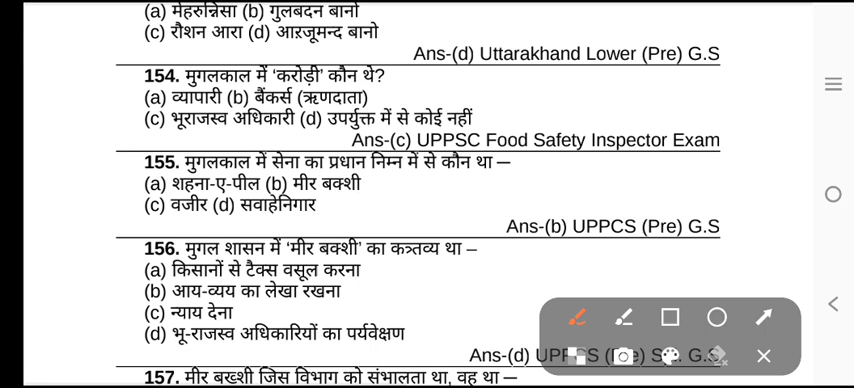 (a) मेहरुन्निसा (b) गुलबदन बानो
(c) रौशन आरा (d) आऱजूमन्द बानो
Ans-(d) Uttarakhand Lower (Pre) G.S
154. मुगलकाल में ‘करोड़ी’ कौन थे?
(a) व्यापारी (b) बैंकर्स (ऋणदाता)
(c) भूराजस्व अधिकारी (d) उपर्युक्त में से कोई नहीं
Ans-(c) UPPSC Food Safety Inspector Exam
155. मुगलकाल में सेना का प्रधान निम्न में से कौन था —
(a) शहना-ए-पील (b) मीर बक्शी
(c) वजीर (d) सवाहेनिगार
Ans-(b) UPPCS (Pre) G.S
156. मुगल शासन में ‘मीर बक्शी’ का कत्र्तव्य था –
(a) किसानों से टैक्स वसूल करना
(b) आय-व्यय का लेखा रखना
(c) न्याय देना
(d) भू-राजस्व अधिकारियों का पर्यवेक्षण
Ans-(d) G.S
157. मीर बख्शी जिस विभाग को संभालता था, वह था —